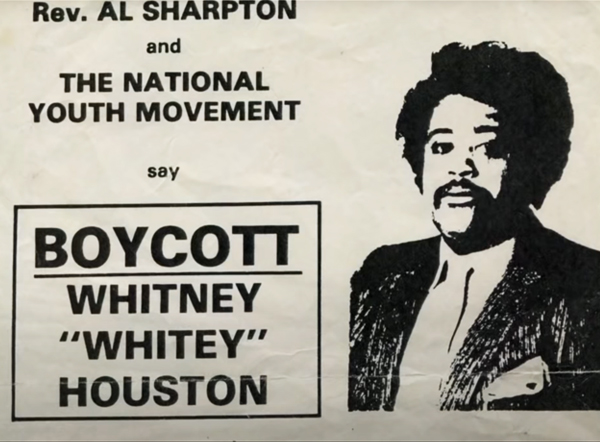 Rev. AL SHARPTON
and
THE NATIONAL
YOUTH MOVEMENT
say
BOYCOTT
WHITNEY
"WHITEY"
HOUSTON